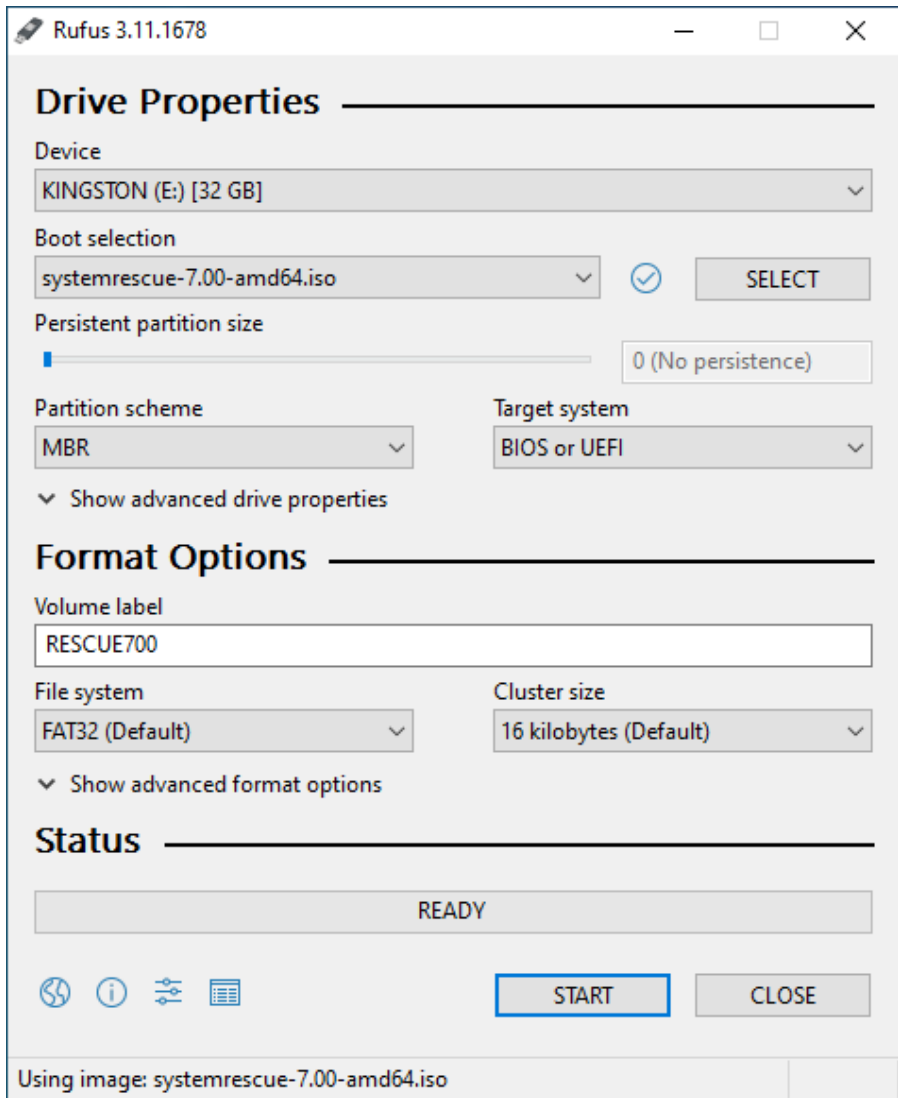 Rufus 3.11.1678
Drive Properties
Device
KINGSTON (E:) [32 GB]
Boot selection
systemrescue-7.00-amd64.iso SELECT
Persistent partition size
0 (No persistence)
Partition scheme Target system
MBR BIOS or UEFI
Show advanced drive properties
Format Options
Volume label
RESCUE700
File system Cluster size
FAT32 (Default) 16 kilobytes (Default)
Show advanced format options
Status
READY
START CLOSE
Using image: systemrescue-7.00-amd64.iso